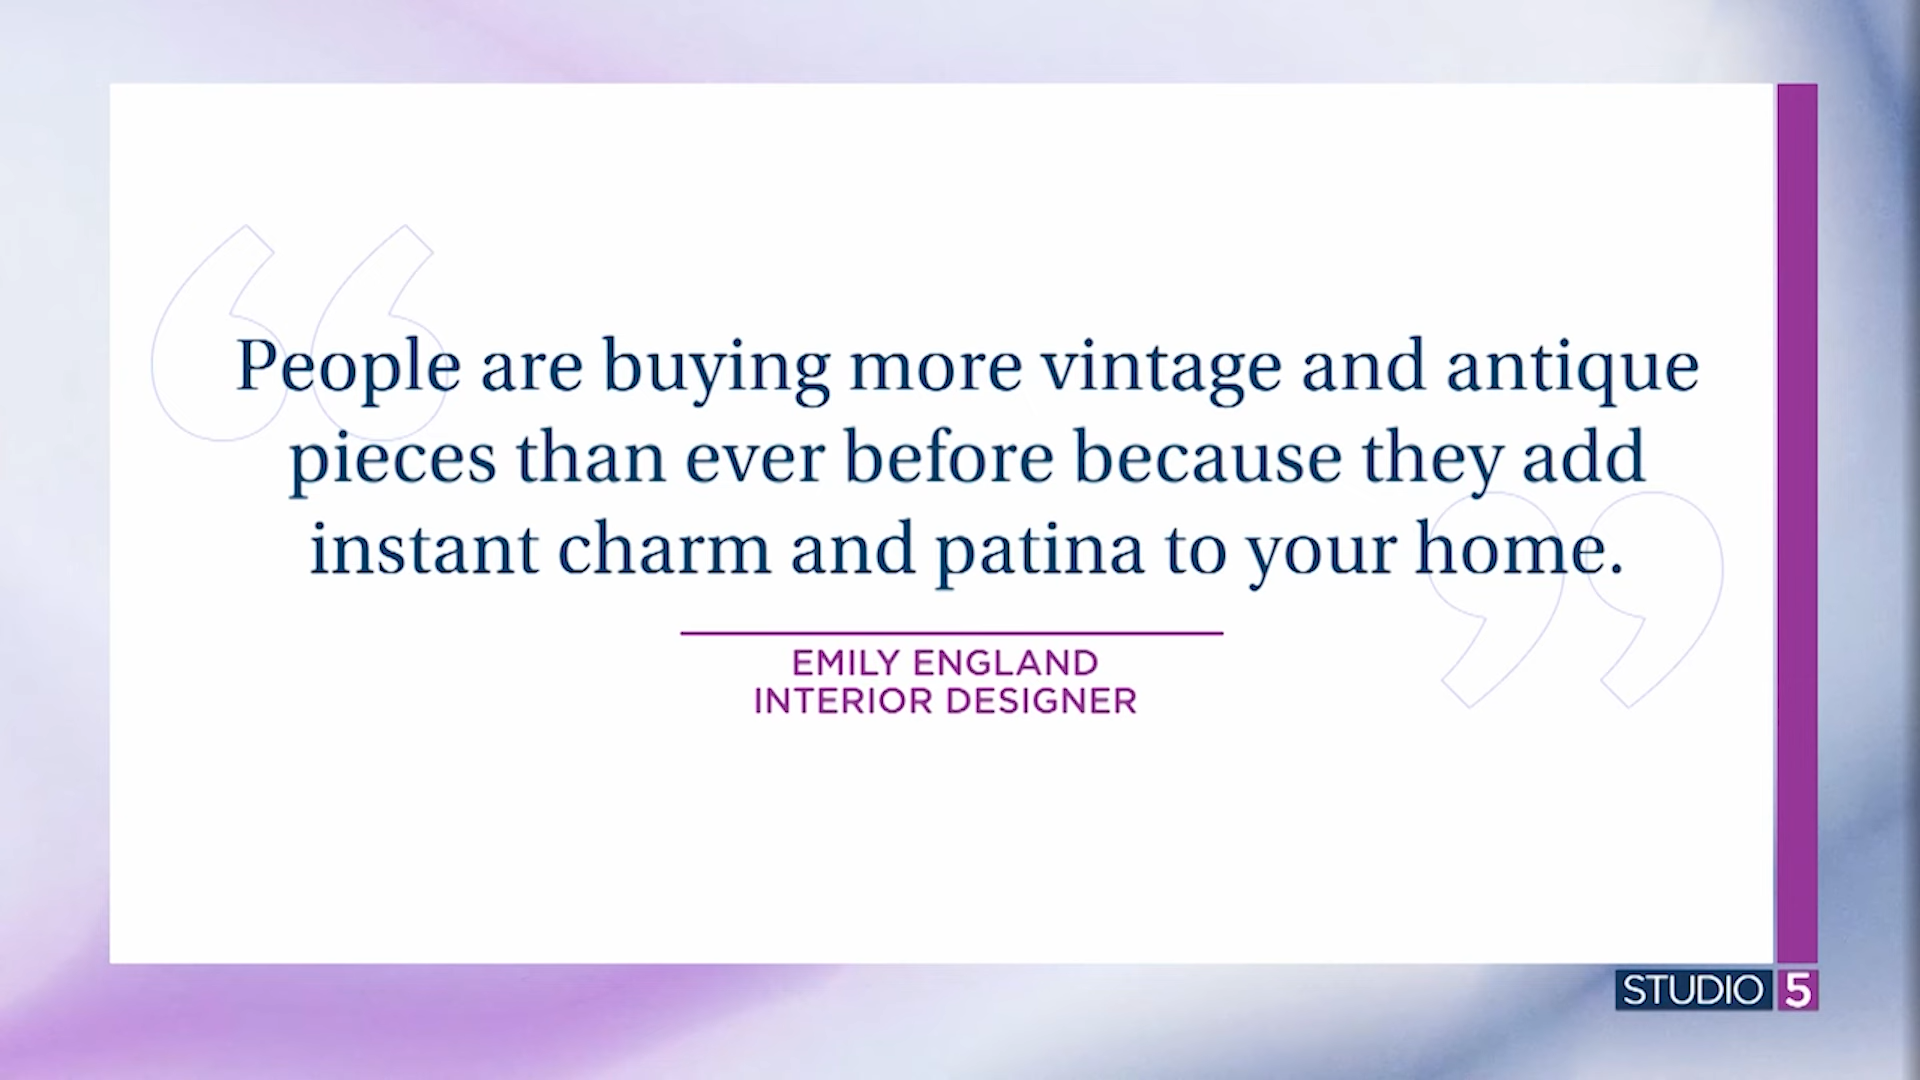 People are buying more vintage and antique
pieces than ever before because they add
instant charm and patina to your home.
EMILY ENGLAND
INTERIOR DESIGNER
STUDIO 5